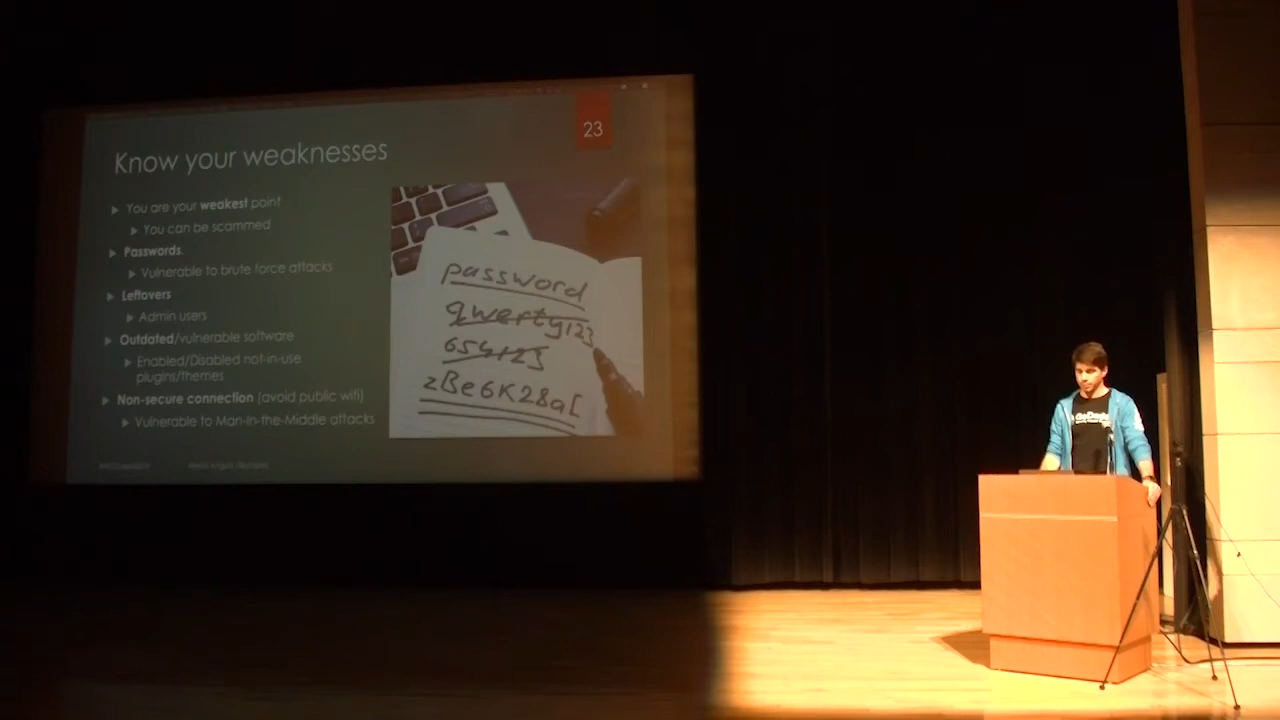 23
Know your weaknesses
You are your weakest point
You can be scammed
Passwords.
Vulnerable to brute force attacks
Leftovers
Admin users
Outdated/vulnerable software
Enabled/Disabled not-in-use
plugins/themes
Non-secure connection (avoid public wifi)
Vulnerable to Man-in-the-Middle attacks
password
qwerty123
654123
zBe6K28a[
GoDaddy